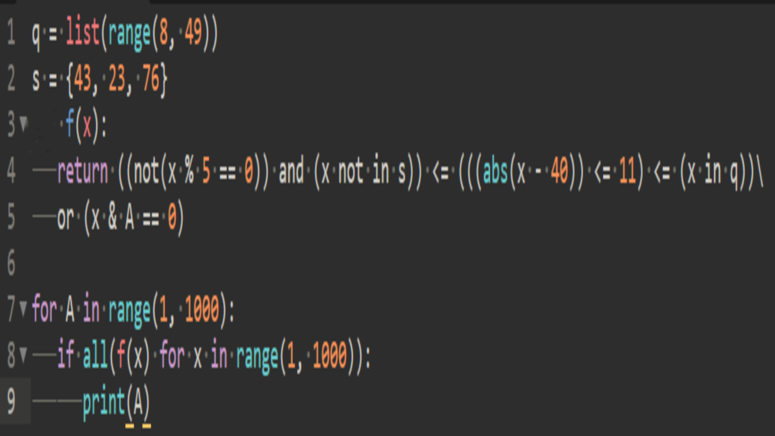 1 q = list(range(8, 49))
2 s = {43, 23, 76}
3 f(x):
4 return ((not(x % 5 == 0)) and (x not in s)) <= (((abs(x - 40)) <= 11) <= (x in q))\
5 or (x & A == 0)
6
7 for A in range(1, 1000):
8 if all(f(x) for x in range(1, 1000)):
9 print(A)